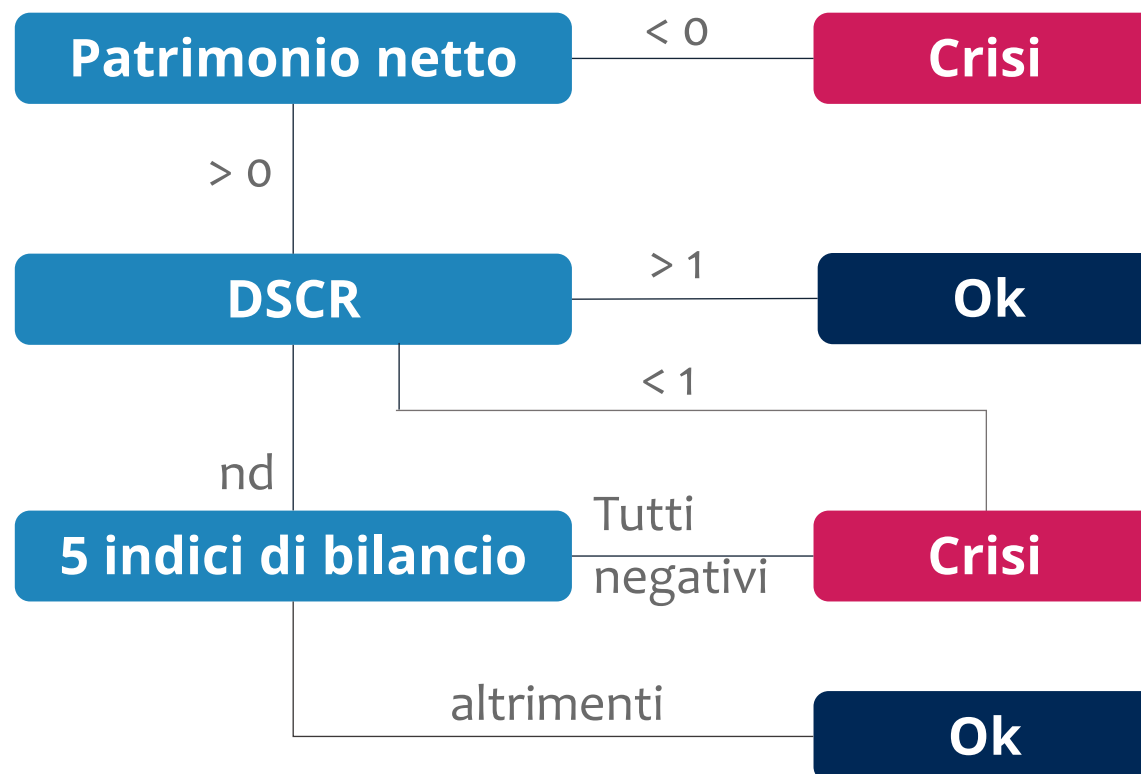 Patrimonio netto
< 0
Crisi
> 0
DSCR
> 1
Ok
< 1
nd
5 indici di bilancio
Tutti
negativi
Crisi
altrimenti
Ok